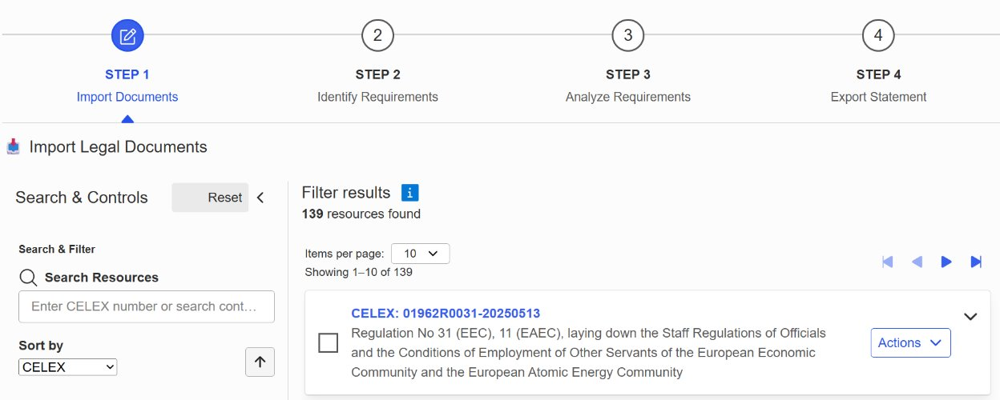 2
3
4
STEP 1
STEP 2
STEP 3
STEP 4
Import Documents
Identify Requirements
Analyze Requirements
Export Statement
Import Legal Documents
Search & Controls
Reset
Search & Filter
Search Resources
Enter CELEX number or search cont…
Sort by
CELEX
Filter results i
139 resources found
Items per page: 10
Showing 1–10 of 139
CELEX: 01962R0031-20250513
Regulation No 31 (EEC), 11 (EAEC), laying down the Staff Regulations of Officials
and the Conditions of Employment of Other Servants of the European Economic
Community and the European Atomic Energy Community
Actions